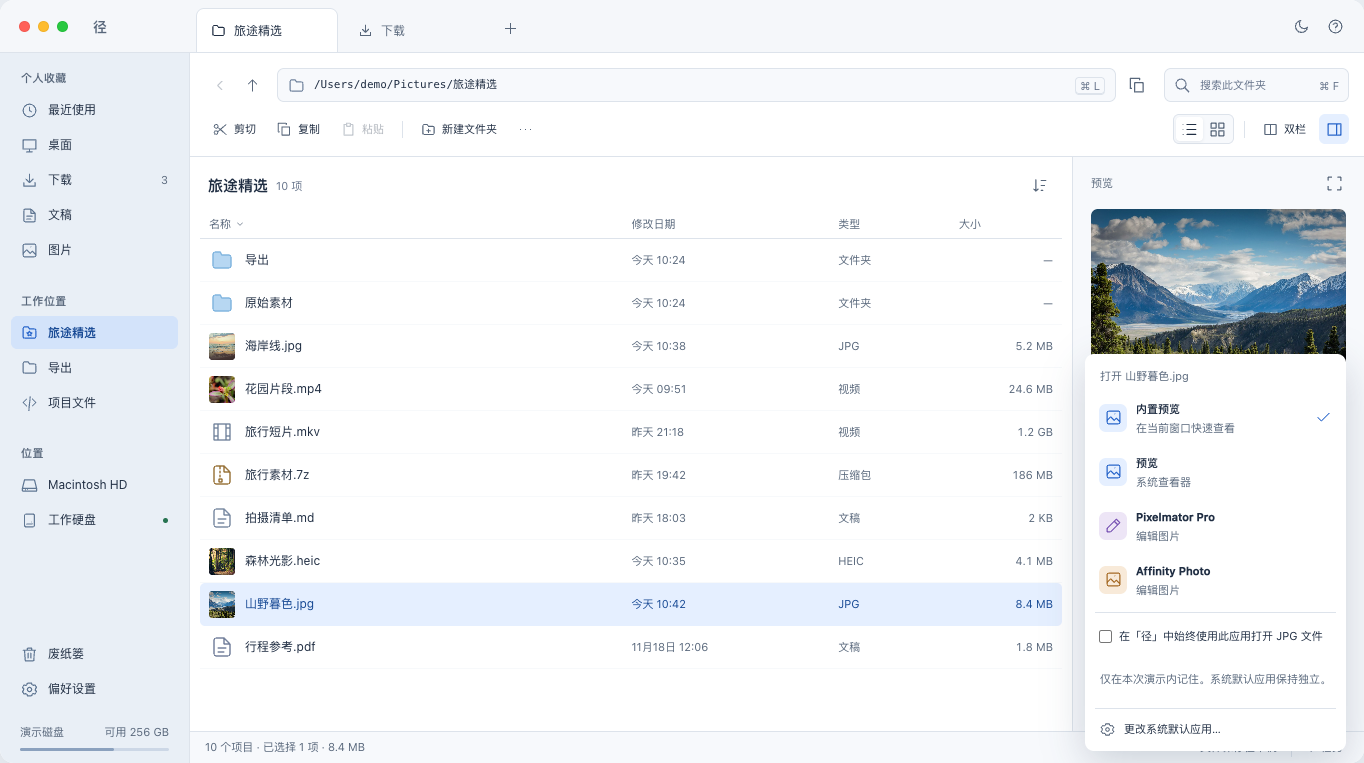 径
旅途精选
下载
/Users/demo/Pictures/旅途精选
⌘ L
搜索此文件夹
⌘ F
剪切
复制
粘贴
新建文件夹
···
双栏
个人收藏
最近使用
桌面
下载
3
文稿
图片
工作位置
旅途精选
导出
项目文件
位置
Macintosh HD
工作硬盘
废纸篓
偏好设置
演示磁盘
可用 256 GB
旅途精选 10 项
名称 修改日期 类型 大小
导出 今天 10:24 文件夹 —
原始素材 今天 10:24 文件夹 —
海岸线.jpg 今天 10:38 JPG 5.2 MB
花园片段.mp4 今天 09:51 视频 24.6 MB
旅行短片.mkv 昨天 21:18 视频 1.2 GB
旅行素材.7z 昨天 19:42 压缩包 186 MB
拍摄清单.md 昨天 18:03 文稿 2 KB
森林光影.heic 今天 10:35 HEIC 4.1 MB
山野暮色.jpg 今天 10:42 JPG 8.4 MB
行程参考.pdf 11月18日 12:06 文稿 1.8 MB
10 个项目 · 已选择 1 项 · 8.4 MB
预览
打开 山野暮色.jpg
内置预览
在当前窗口快速查看
预览
系统查看器
Pixelmator Pro
编辑图片
Affinity Photo
编辑图片
在「径」中始终使用此应用打开 JPG 文件
仅在本次演示内记住。系统默认应用保持独立。
更改系统默认应用...